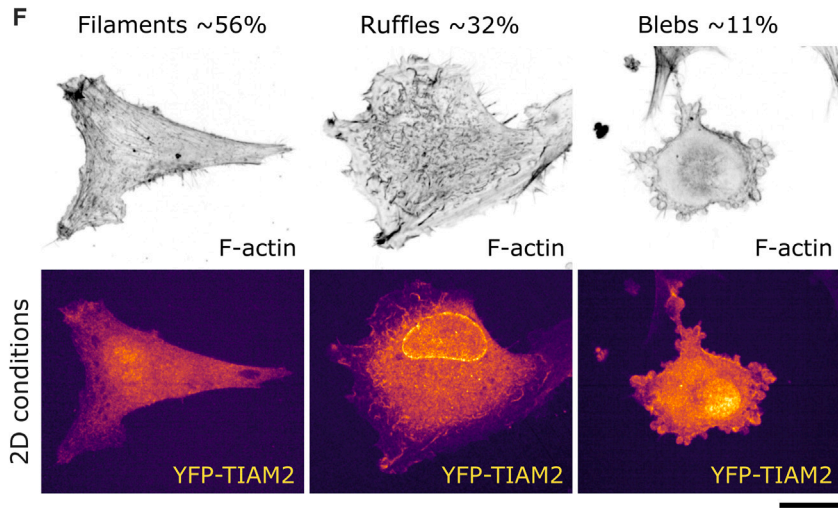 F
Filaments ~56%
Ruffles ~32%
Blebs ~11%
F-actin
F-actin
F-actin
2D conditions
YFP-TIAM2
YFP-TIAM2
YFP-TIAM2